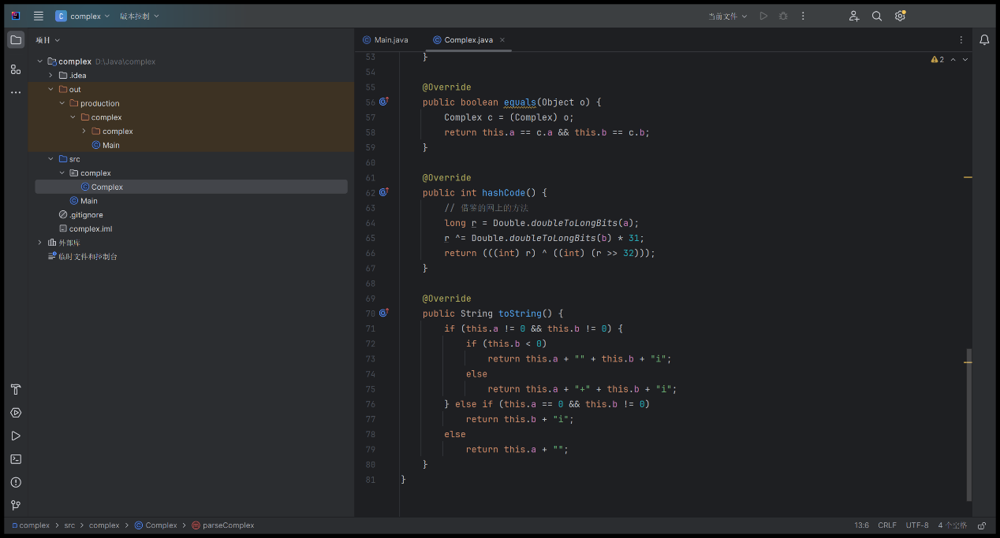 C complex 版本控制 当前文件
项目
Main.java Complex.java
complex D:\Java\complex
.idea
out
production
complex
complex
Main
src
complex
Complex
Main
.gitignore
complex.iml
外部库
临时文件和控制台
2
53 }
54
55 @Override
56 public boolean equals(Object o) {
57 Complex c = (Complex) o;
58 return this.a == c.a && this.b == c.b;
59 }
60
61 @Override
62 public int hashCode() {
63 // 借鉴的网上的方法
64 long r = Double.doubleToLongBits(a);
65 r ^= Double.doubleToLongBits(b) * 31;
66 return (((int) r) ^ ((int) (r >> 32)));
67 }
68
69 @Override
70 public String toString() {
71 if (this.a != 0 && this.b != 0) {
72 if (this.b < 0)
73 return this.a + "" + this.b + "i";
74 else
75 return this.a + "+" + this.b + "i";
76 } else if (this.a == 0 && this.b != 0)
77 return this.b + "i";
78 else
79 return this.a + "";
80 }
81 }
complex > src > complex > Complex > parseComplex 13:6 CRLF UTF-8 4 个空格